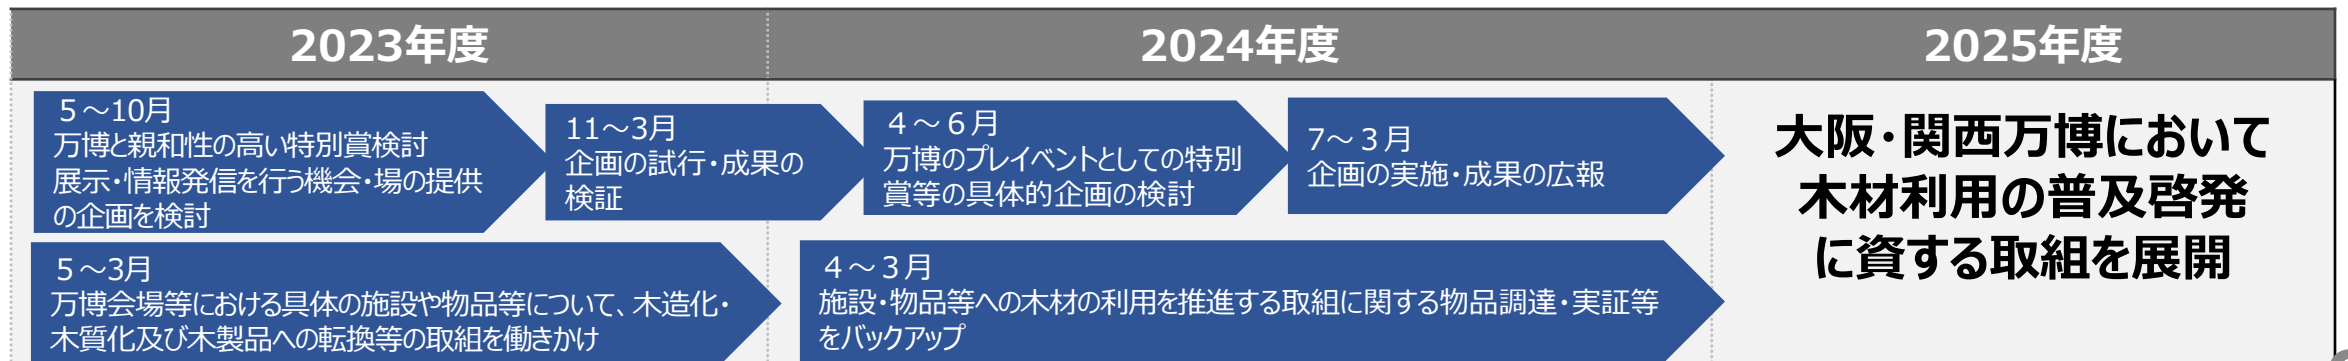 2023年度
2024年度
2025年度
５～10月
万博と親和性の高い特別賞検討
展示・情報発信を行う機会・場の提供
の企画を検討
11～3月
企画の試行・成果の
検証
４～６月
万博のプレイベントとしての特別
賞等の具体的企画の検討
7～３月
企画の実施・成果の広報
５～3月
万博会場等における具体の施設や物品等について、木造化・
木質化及び木製品への転換等の取組を働きかけ
４～３月
施設・物品等への木材の利用を推進する取組に関する物品調達・実証等
をバックアップ
大阪・関西万博において
木材利用の普及啓発
に資する取組を展開